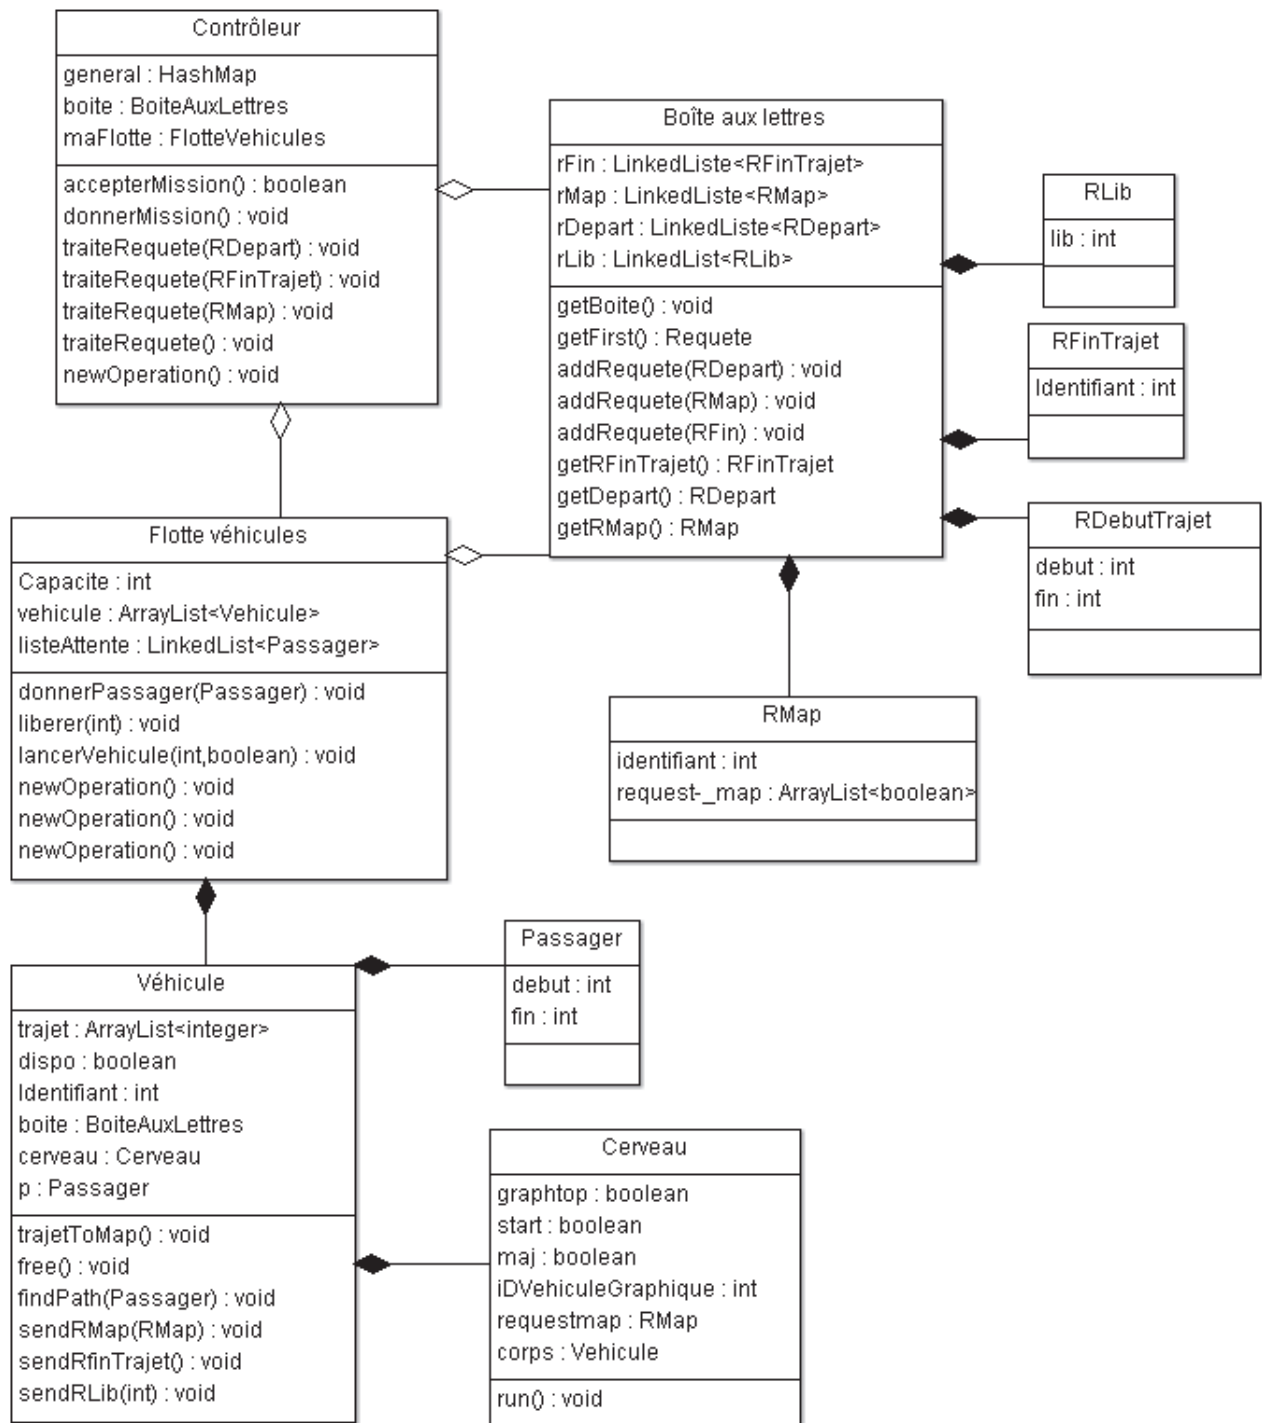 Contrôleur
general : HashMap
boite : BoiteAuxLettres
maFlotte : FlotteVehicules
accepterMission() : boolean
donnerMission() : void
traiteRequete(RDepart) : void
traiteRequete(RFinTrajet) : void
traiteRequete(RMap) : void
traiteRequete() : void
newOperation() : void
Boîte aux lettres
rFin : LinkedListe<RFinTrajet>
rMap : LinkedListe<RMap>
rDepart : LinkedListe<RDepart>
rLib : LinkedList<RLib>
getBoite() : void
getFirst() : Requete
addRequete(RDepart) : void
addRequete(RMap) : void
addRequete(RFin) : void
getRFinTrajet() : RFinTrajet
getDepart() : RDepart
getRMap() : RMap
RLib
lib : int
RFinTrajet
Identifiant : int
RDebutTrajet
debut : int
fin : int
Flotte véhicules
Capacite : int
vehicule : ArrayList<Vehicule>
listeAttente : LinkedList<Passager>
donnerPassager(Passager) : void
liberer(int) : void
lancerVehicule(int,boolean) : void
newOperation() : void
newOperation() : void
newOperation() : void
RMap
identifiant : int
request-_map : ArrayList<boolean>
Passager
debut : int
fin : int
Véhicule
trajet : ArrayList<integer>
dispo : boolean
Identifiant : int
boite : BoiteAuxLettres
cerveau : Cerveau
p : Passager
trajetToMap() : void
free() : void
findPath(Passager) : void
sendRMap(RMap) : void
sendRfinTrajet() : void
sendRLib(int) : void
Cerveau
graphtop : boolean
start : boolean
maj : boolean
iDVehiculeGraphique : int
requestmap : RMap
corps : Vehicule
run() : void